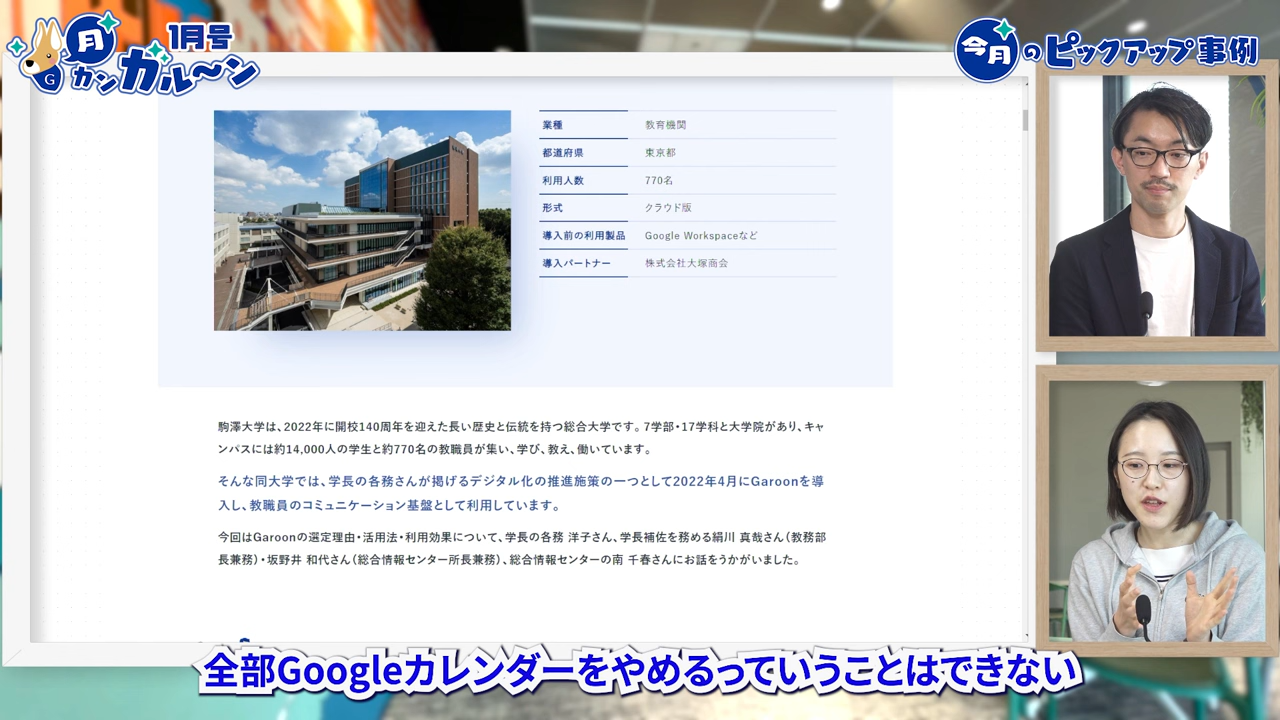 月
カン
ガル〜ン
1月号
G
今月のピックアップ事例
業種 教育機関
都道府県 東京都
利用人数 770名
形式 クラウド版
導入前の利用製品 Google Workspaceなど
導入パートナー 株式会社大塚商会
駒澤大学は、2022年に開校140周年を迎えた長い歴史と伝統を持つ総合大学です。7学部・17学科と大学院があり、キャ
ンパスには約14,000人の学生と約770名の教職員が集い、学び、教え、働いています。
そんな同大学では、学長の各務さんが掲げるデジタル化の推進施策の一つとして2022年4月にGaroonを導
入し、教職員のコミュニケーション基盤として利用しています。
今回はGaroonの選定理由・活用法・利用効果について、学長の各務 洋子さん、学長補佐を務める絹川 真哉さん（教務部
長兼務）・坂野井 和代さん（総合情報センター所長兼務）、総合情報センターの南 千春さんにお話をうかがいました。
全部Googleカレンダーをやめるっていうことはできない